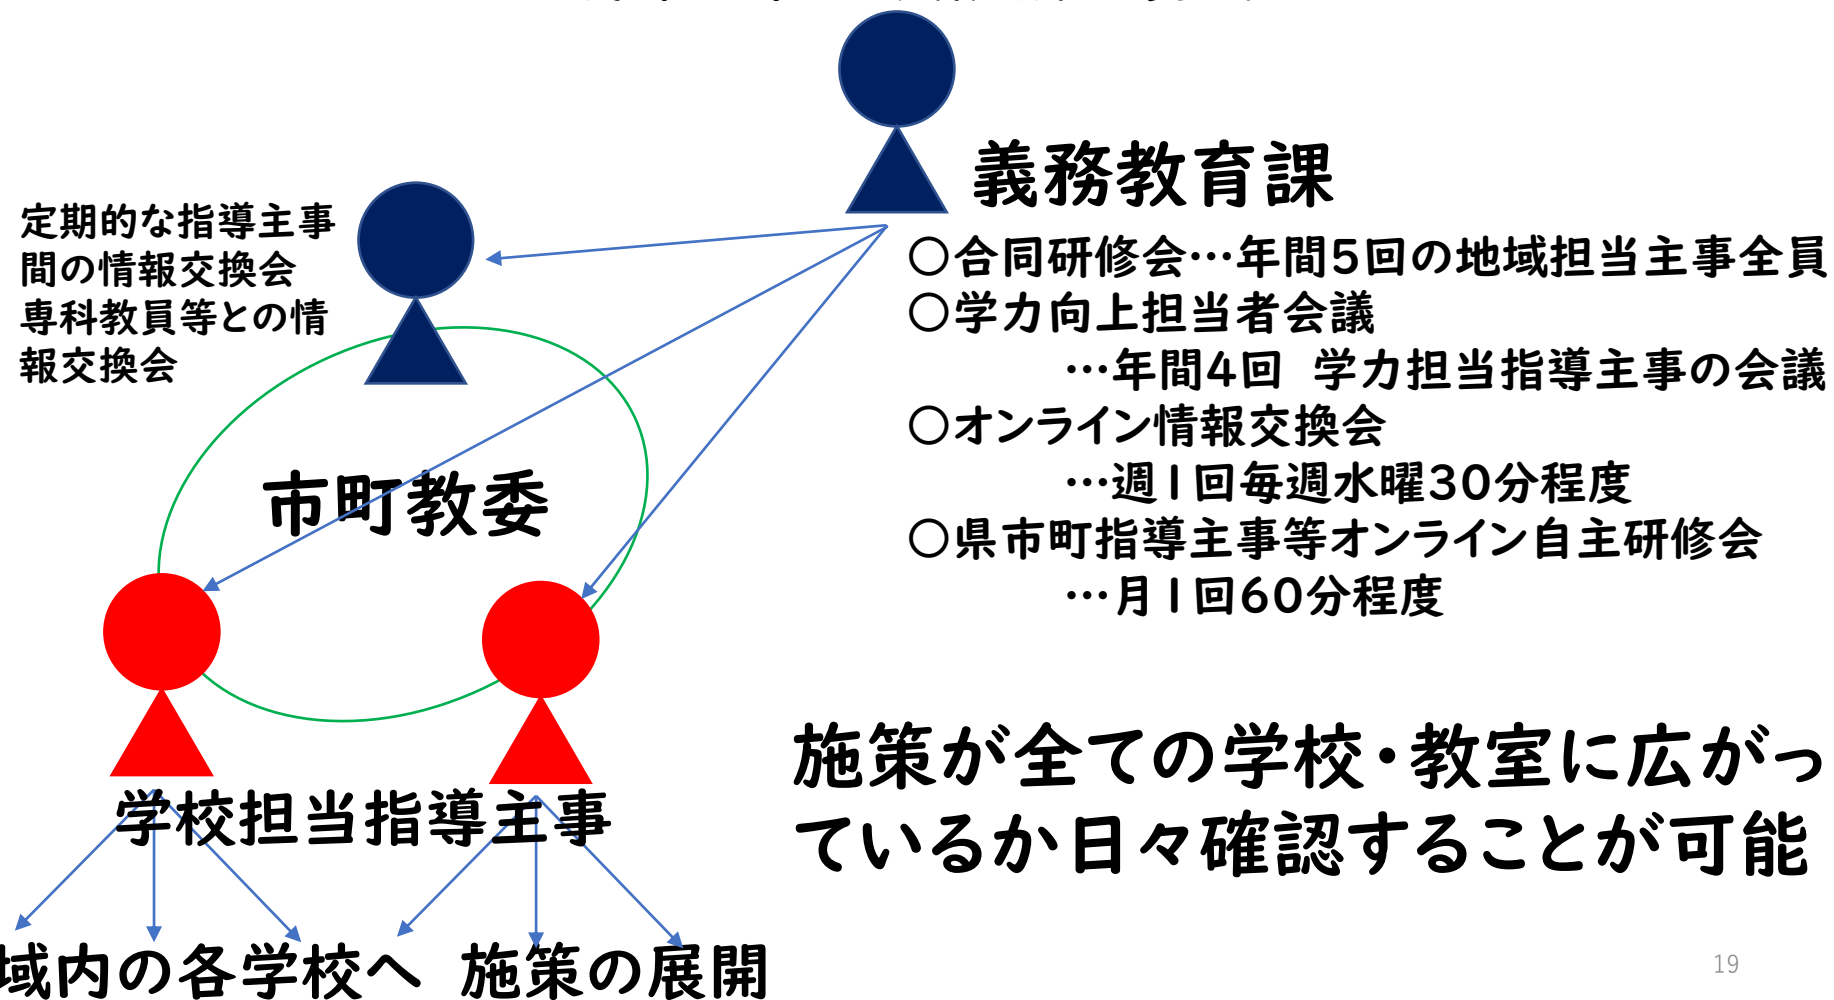 義務教育課
定期的な指導主事
間の情報交換会
専科教員等との情
報交換会
○合同研修会…年間5回の地域担当主事全員
○学力向上担当者会議
…年間4回 学力担当指導主事の会議
○オンライン情報交換会
…週1回毎週水曜30分程度
○県市町指導主事等オンライン自主研修会
…月1回60分程度
市町教委
学校担当指導主事
施策が全ての学校・教室に広がっ
ているか日々確認することが可能
域内の各学校へ 施策の展開
19